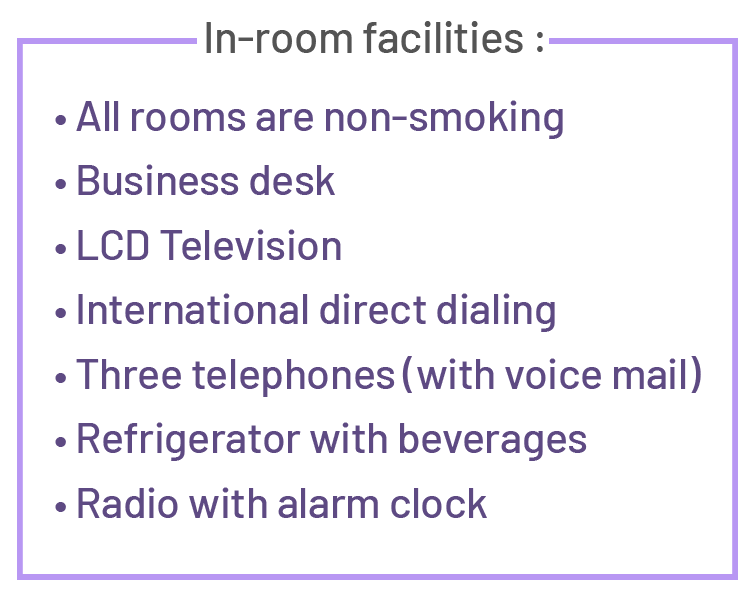 In-room facilities :
• All rooms are non-smoking
• Business desk
• LCD Television
• International direct dialing
• Three telephones (with voice mail)
• Refrigerator with beverages
• Radio with alarm clock